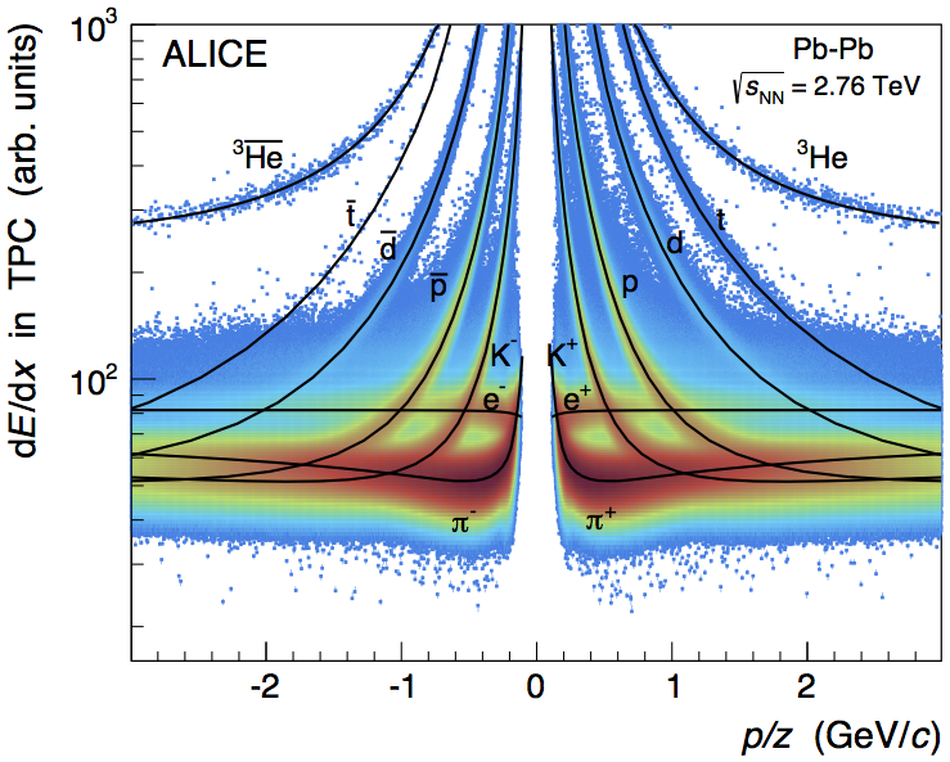 10³
ALICE
Pb-Pb
√sNN = 2.76 TeV
³H̅e̅
³He
t̅
t
d̅
d
p̅
p
K⁻
K⁺
10²
e⁻
e⁺
π⁻
π⁺
dE/dx in TPC (arb. units)
-2 -1 0 1 2
p/z (GeV/c)